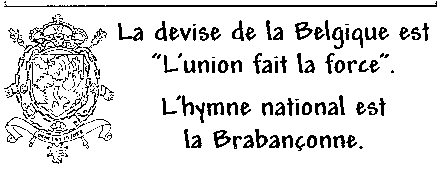 La devise de la Belgique est
"L'union fait la force".
L'hymne national est
la Brabançonne.